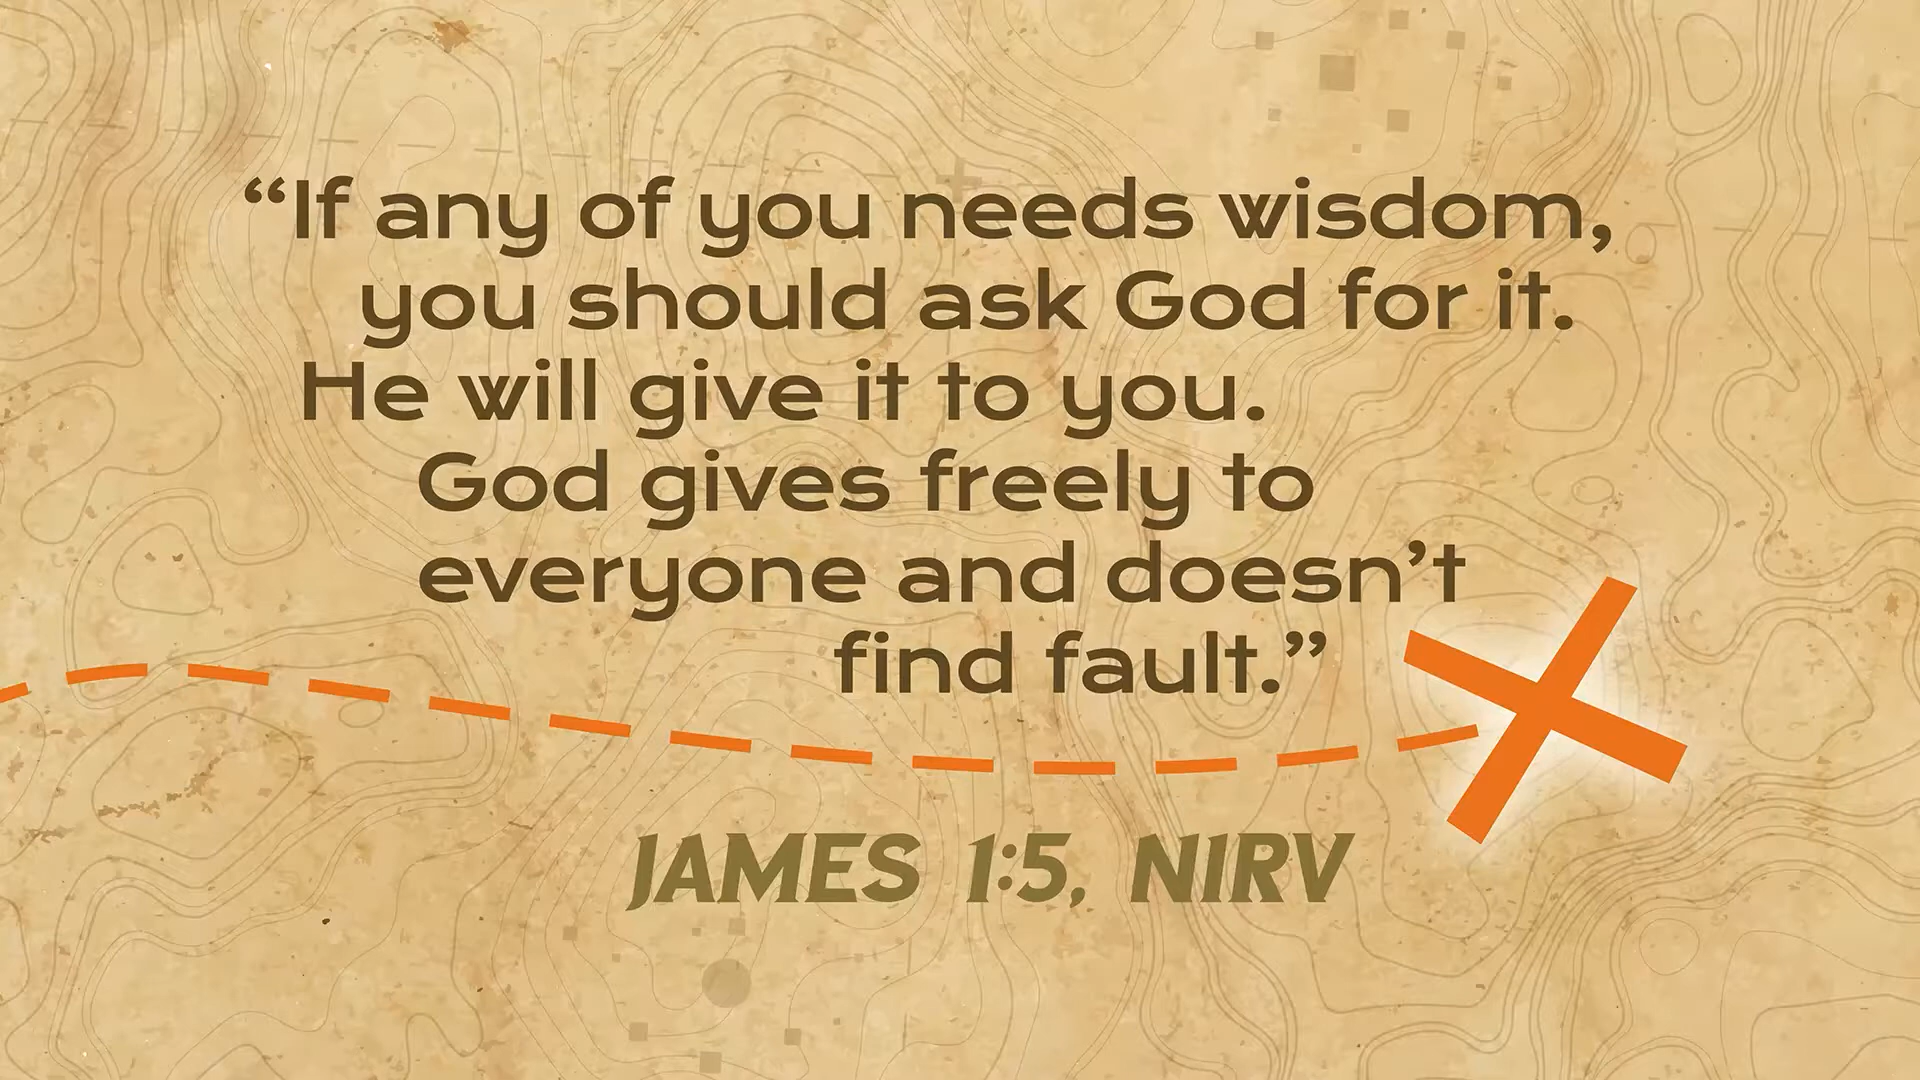 “If any of you needs wisdom,
you should ask God for it.
He will give it to you.
God gives freely to
everyone and doesn’t
find fault.”
JAMES 1:5, NIRV